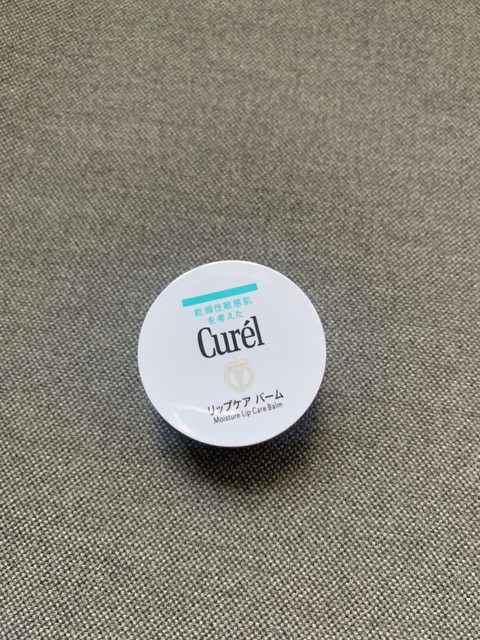 乾燥性敏感肌
を考えた
Curél
リップケア バーム
Moisture Lip Care Balm